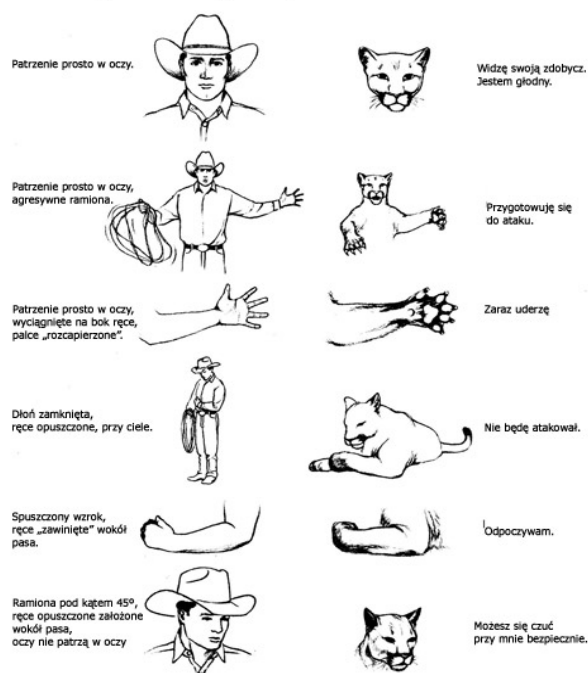 Patrzenie prosto w oczy.
Widzę swoją zdobycz.
Jestem głodny.
Patrzenie prosto w oczy,
agresywne ramiona.
Przygotowuję się
do ataku.
Patrzenie prosto w oczy,
wyciągnięte na bok ręce,
palce „rozcapierzone”.
Zaraz uderzę
Dłoń zamknięta,
ręce opuszczone, przy ciele.
Nie będę atakował.
Spuszczony wzrok,
ręce „zawinięte” wokół
pasa.
Odpoczywam.
Ramiona pod kątem 45°,
ręce opuszczone założone
wokół pasa,
oczy nie patrzą w oczy
Możesz się czuć
przy mnie bezpiecznie.